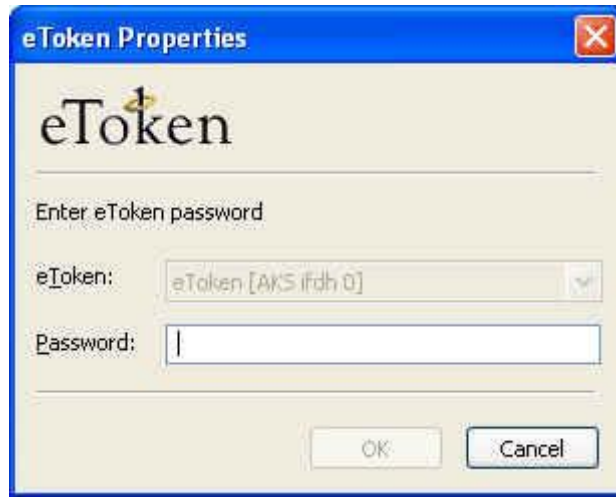 eToken Properties
eToken
Enter eToken password
eToken: eToken [AKS ifdh 0]
Password:
OK Cancel